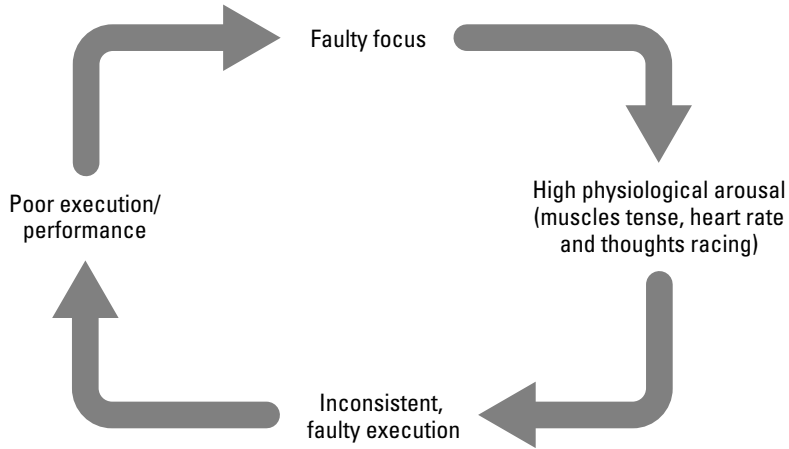 Faulty focus
High physiological arousal
(muscles tense, heart rate
and thoughts racing)
Inconsistent,
faulty execution
Poor execution/
performance